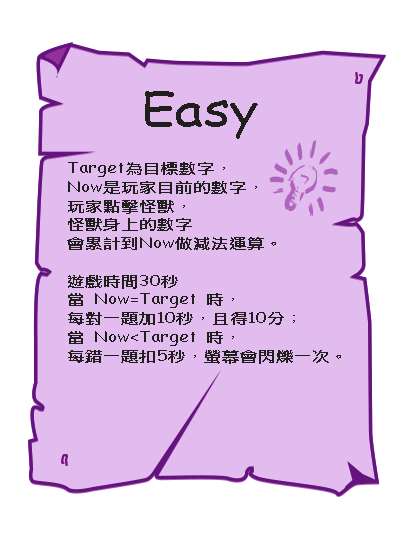 Easy
Target為目標數字，
Now是玩家目前的數字，
玩家點擊怪獸，
怪獸身上的數字
會累計到Now做減法運算。
遊戲時間30秒
當 Now=Target 時，
每對一題加10秒，且得10分；
當 Now<Target 時，
每錯一題扣5秒，螢幕會閃爍一次。